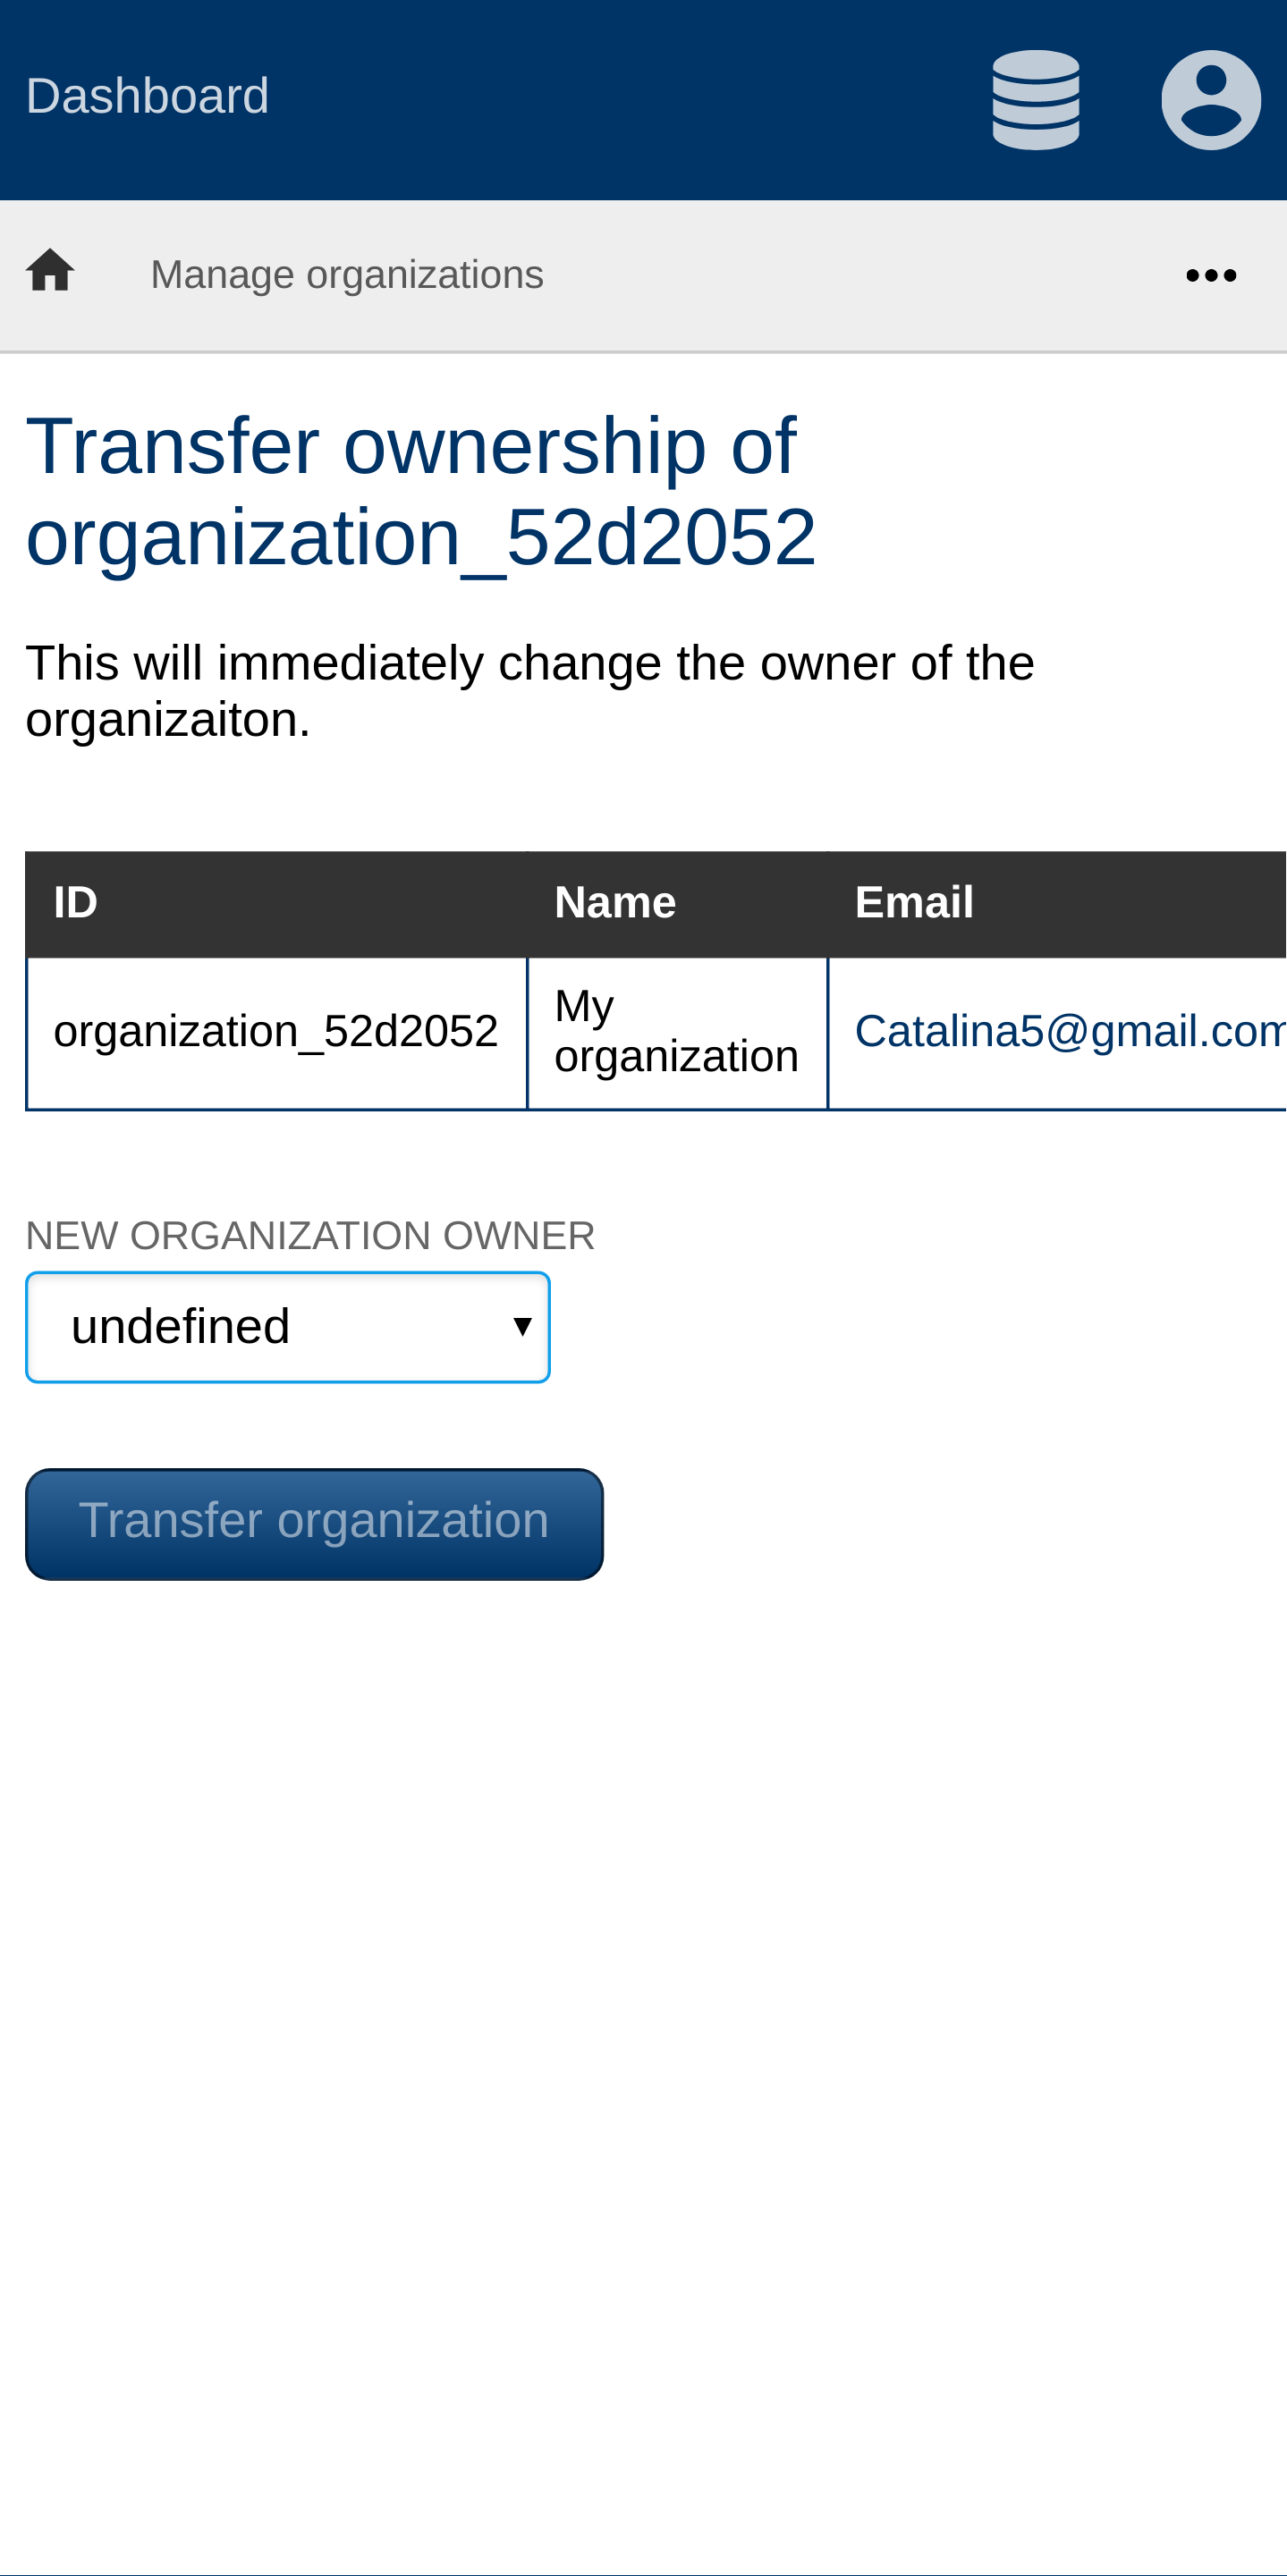 Dashboard
Manage organizations
Transfer ownership of
organization_52d2052
This will immediately change the owner of the
organizaiton.
ID Name Email
organization_52d2052 My organization Catalina5@gmail.com
NEW ORGANIZATION OWNER
undefined
Transfer organization